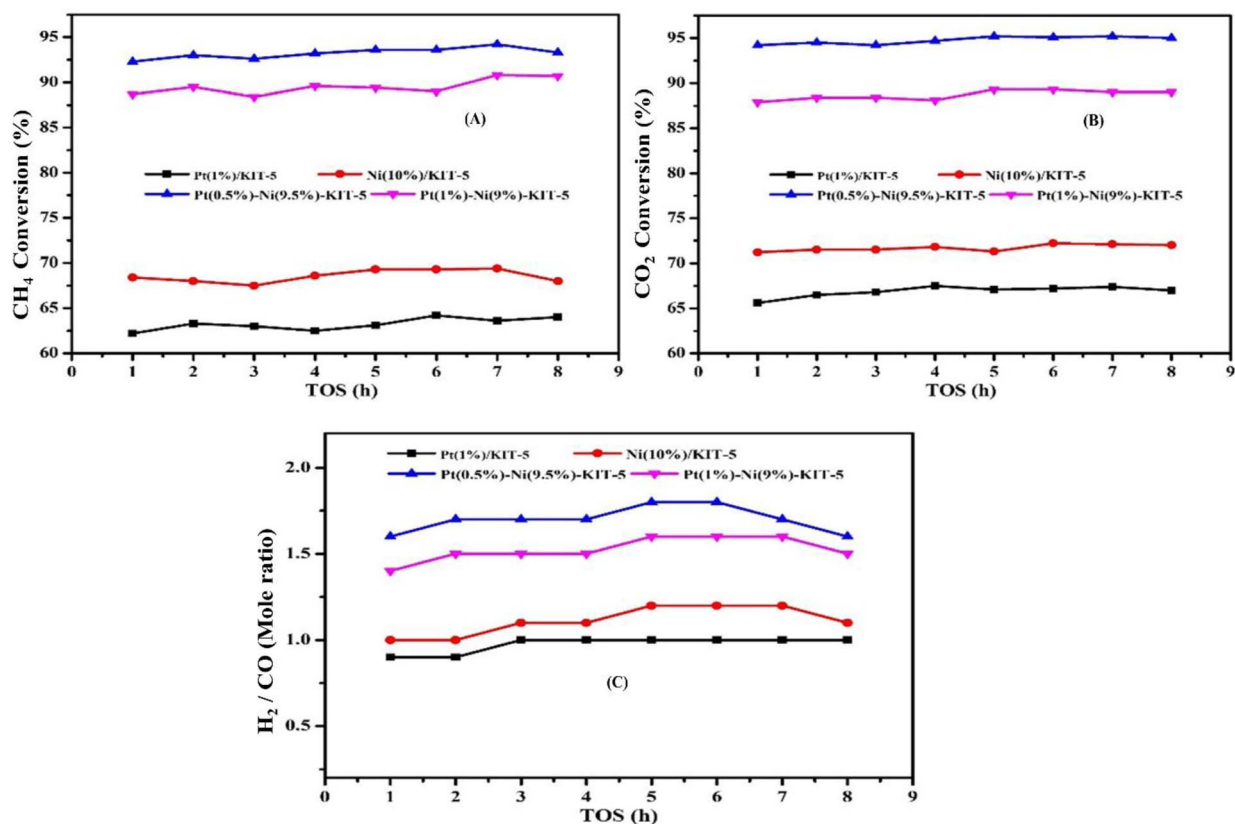 95
90
85
80
75
70
65
60
CH₄ Conversion (%)
(A)
Pt(1%)/KIT-5
Ni(10%)/KIT-5
Pt(0.5%)-Ni(9.5%)-KIT-5
Pt(1%)-Ni(9%)-KIT-5
0 1 2 3 4 5 6 7 8 9
TOS (h)
95
90
85
80
75
70
65
60
CO₂ Conversion (%)
(B)
Pt(1%)/KIT-5
Ni(10%)/KIT-5
Pt(0.5%)-Ni(9.5%)-KIT-5
Pt(1%)-Ni(9%)-KIT-5
0 1 2 3 4 5 6 7 8 9
TOS (h)
2.0
1.5
1.0
0.5
H₂ / CO (Mole ratio)
Pt(1%)/KIT-5
Ni(10%)/KIT-5
Pt(0.5%)-Ni(9.5%)-KIT-5
Pt(1%)-Ni(9%)-KIT-5
(C)
0 1 2 3 4 5 6 7 8 9
TOS (h)